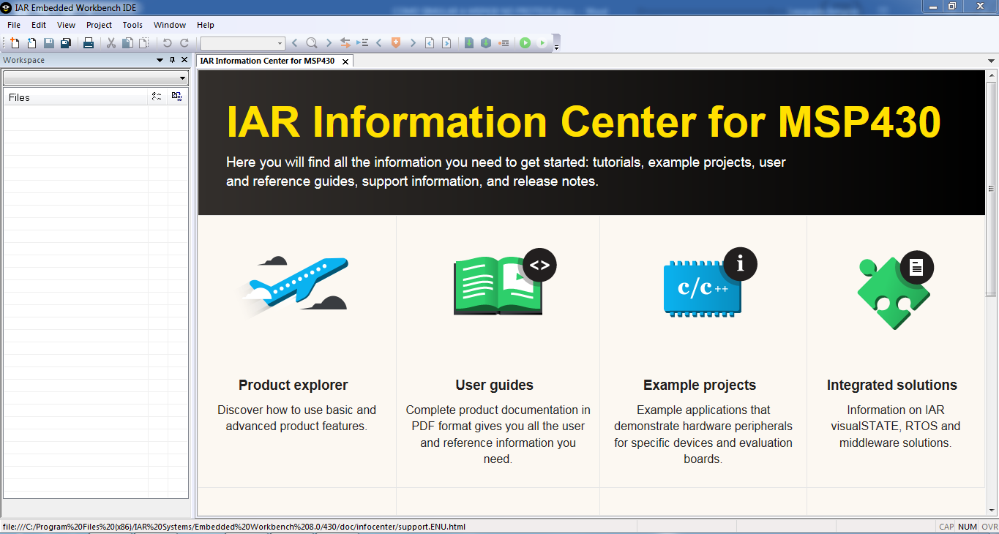 IAR Embedded Workbench IDE
File Edit View Project Tools Window Help
Workspace
IAR Information Center for MSP430
Files
IAR Information Center for MSP430
Here you will find all the information you need to get started: tutorials, example projects, user
and reference guides, support information, and release notes.
<>
c/c++
i
Product explorer
Discover how to use basic and
advanced product features.
User guides
Complete product documentation in
PDF format gives you all the user
and reference information you
need.
Example projects
Example applications that
demonstrate hardware peripherals
for specific devices and evaluation
boards.
Integrated solutions
Information on IAR
visualSTATE, RTOS and
middleware solutions.
file:///C:/Program%20Files%20(x86)/IAR%20Systems/Embedded%20Workbench%208.0/430/doc/infocenter/support.ENU.html
CAP NUM OVR